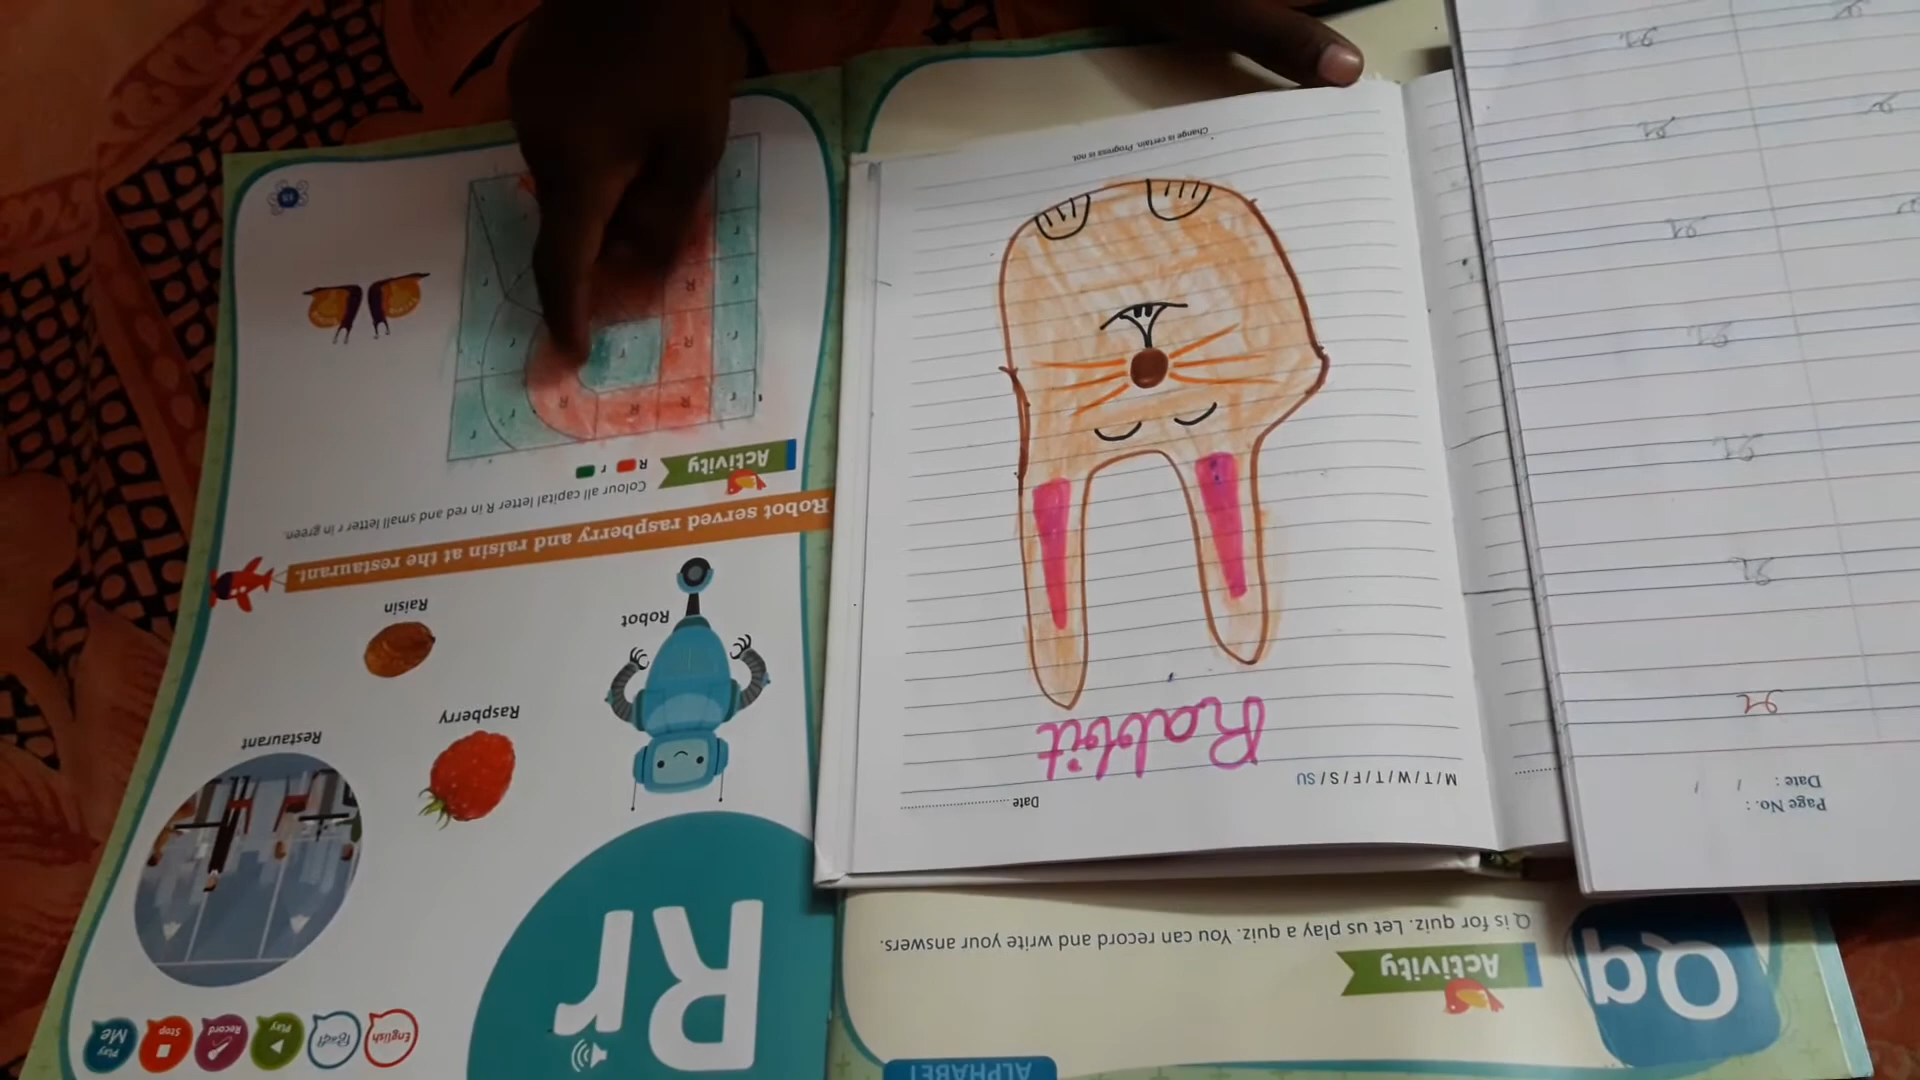 Rr
English
हिन्दी
Play
Record
Stop
Play Me
Restaurant
Raspberry
Robot
Raisin
Robot served raspberry and raisin at the restaurant.
Activity
Colour all capital letter R in red and small letter r in green.
R r
r R R R r r
r R R r r
r R r
r r
r
ALPHABET
Qq
Activity
Q is for quiz. Let us play a quiz. You can record and write your answers.
Date
M / T / W / T / F / S / SU
Rabbit
Change is certain. Progress is not.
Page No. :
Date : / /
r
r
r
r
r
r
r